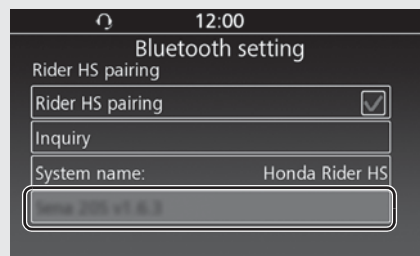 12:00
Bluetooth setting
Rider HS pairing
Rider HS pairing
Inquiry
System name: Honda Rider HS